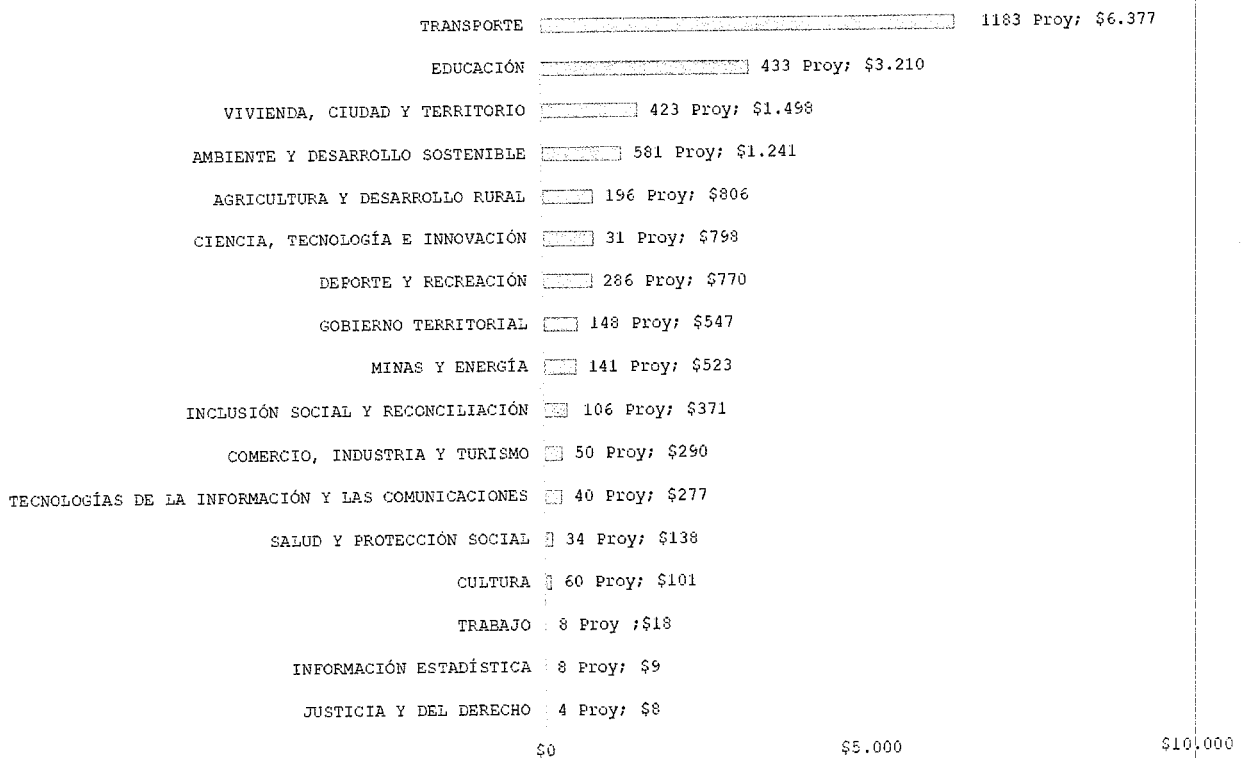 TRANSPORTE 1183 Proy; $6.377
EDUCACIÓN 433 Proy; $3.210
VIVIENDA, CIUDAD Y TERRITORIO 423 Proy; $1.498
AMBIENTE Y DESARROLLO SOSTENIBLE 581 Proy; $1.241
AGRICULTURA Y DESARROLLO RURAL 196 Proy; $806
CIENCIA, TECNOLOGÍA E INNOVACIÓN 31 Proy; $798
DEPORTE Y RECREACIÓN 286 Proy; $770
GOBIERNO TERRITORIAL 148 Proy; $547
MINAS Y ENERGÍA 141 Proy; $523
INCLUSIÓN SOCIAL Y RECONCILIACIÓN 106 Proy; $371
COMERCIO, INDUSTRIA Y TURISMO 50 Proy; $290
TECNOLOGÍAS DE LA INFORMACIÓN Y LAS COMUNICACIONES 40 Proy; $277
SALUD Y PROTECCIÓN SOCIAL 34 Proy; $138
CULTURA 60 Proy; $101
TRABAJO 8 Proy ;$18
INFORMACIÓN ESTADÍSTICA 8 Proy; $9
JUSTICIA Y DEL DERECHO 4 Proy; $8
$0 $5.000 $10.000